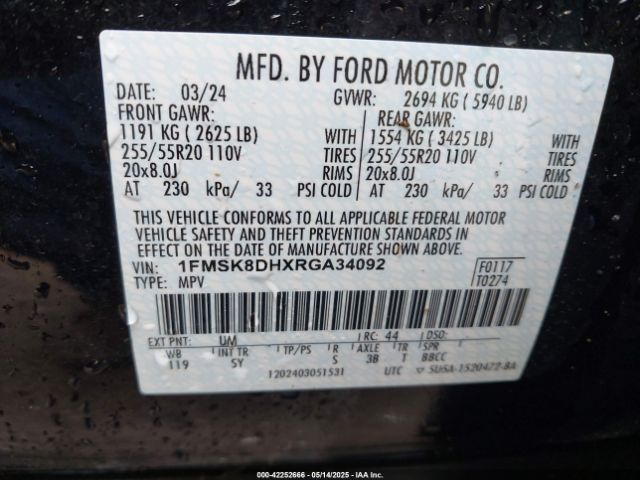 MFD. BY FORD MOTOR CO.
DATE: 03/24 GVWR: 2694 KG ( 5940 LB)
FRONT GAWR: REAR GAWR:
1191 KG ( 2625 LB) WITH 1554 KG ( 3425 LB) WITH
255/55R20 110V TIRES 255/55R20 110V TIRES
20x8.0J RIMS 20x8.0J RIMS
AT 230 kPa/ 33 PSI COLD AT 230 kPa/ 33 PSI COLD
THIS VEHICLE CONFORMS TO ALL APPLICABLE FEDERAL MOTOR
VEHICLE SAFETY AND THEFT PREVENTION STANDARDS IN
EFFECT ON THE DATE OF MANUFACTURE SHOWN ABOVE.
VIN: 1FMSK8DHXRGA34092 F0117
TYPE: MPV T0274
EXT PNT: UM RC: 44 DSO:
WB INT TR TP/PS R AXLE TR SPR
119 SY S 3B T BBCC
1202403051531 UTC 5U5A-1520472-BA
000-42252666 - 05/14/2025 - IAA Inc.